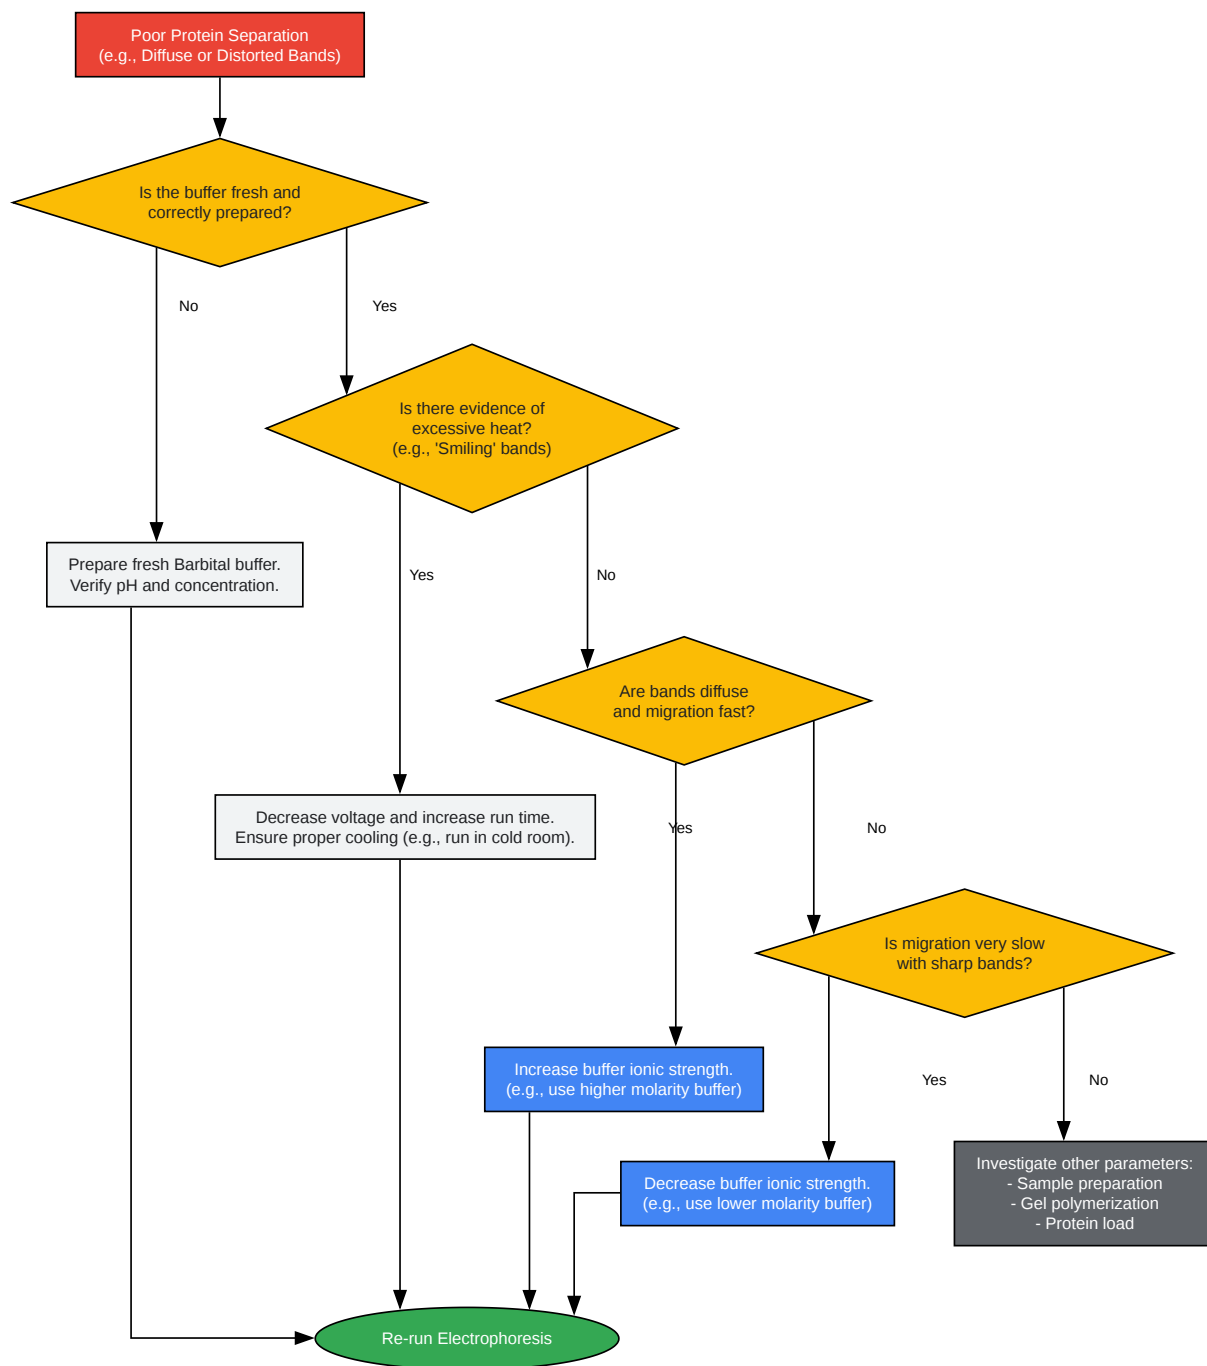 Poor Protein Separation
(e.g., Diffuse or Distorted Bands)
Is the buffer fresh and
correctly prepared?
No
Yes
Is there evidence of
excessive heat?
(e.g., 'Smiling' bands)
Prepare fresh Barbital buffer.
Verify pH and concentration.
Yes
No
Are bands diffuse
and migration fast?
Decrease voltage and increase run time.
Ensure proper cooling (e.g., run in cold room).
Yes
No
Is migration very slow
with sharp bands?
Increase buffer ionic strength.
(e.g., use higher molarity buffer)
Yes
No
Decrease buffer ionic strength.
(e.g., use lower molarity buffer)
Investigate other parameters:
- Sample preparation
- Gel polymerization
- Protein load
Re-run Electrophoresis